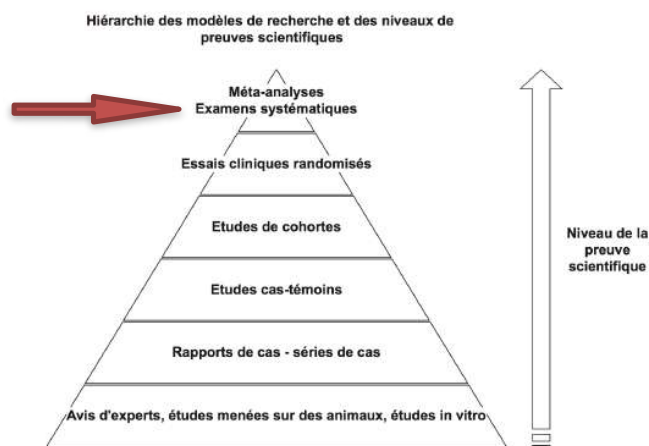 Hiérarchie des modèles de recherche et des niveaux de
preuves scientifiques
Méta-analyses
Examens systématiques
Essais cliniques randomisés
Etudes de cohortes
Etudes cas-témoins
Rapports de cas - séries de cas
Avis d'experts, études menées sur des animaux, études in vitro
Niveau de la
preuve
scientifique